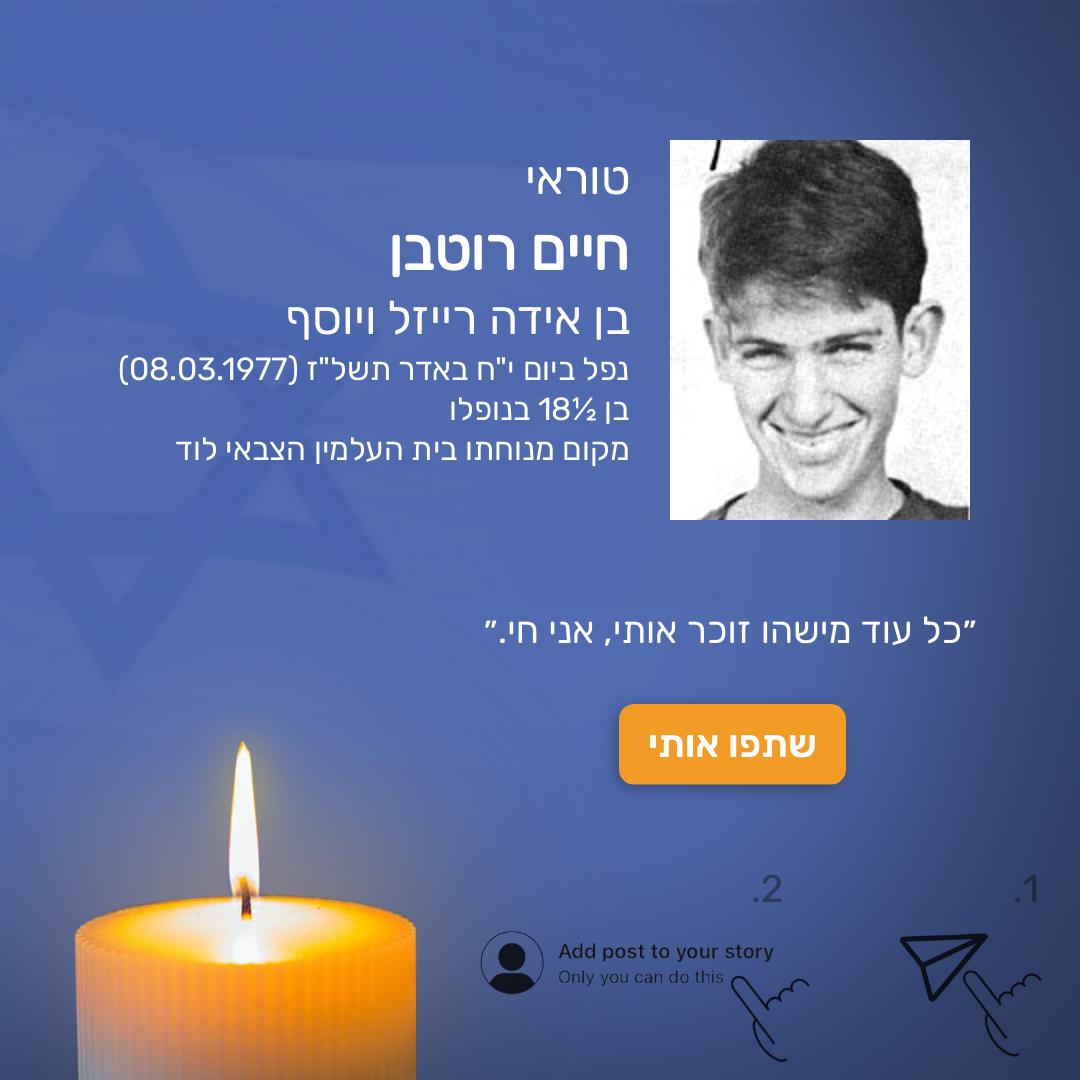 טוראי
חיים רוטבן
בן אידה רייזל ויוסף
נפל ביום י"ח באדר תשל"ז (08.03.1977)
בן 18½ בנופלו
מקום מנוחתו בית העלמין הצבאי לוד
״כל עוד מישהו זוכר אותי, אני חי.״
שתפו אותי
.1
.2
Add post to your story
Only you can do this